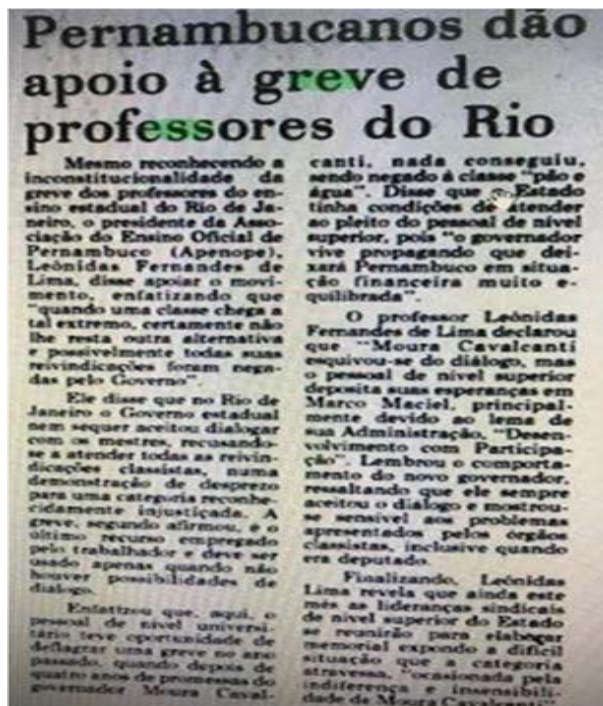 Pernambucanos dão
apoio à greve de
professores do Rio
Mesmo reconhecendo a
inconstitucionalidade da
greve dos professores do en-
sino estadual do Rio de Ja-
neiro, o presidente da Asso-
ciação do Ensino Oficial de
Pernambuco (Apenope),
Leônidas Fernandes de
Lima, disse apoiar o movi-
mento, enfatizando que
"quando uma classe chega a
tal extremo, certamente não
lhe resta outra alternativa
e possivelmente todas suas
reivindicações foram nega-
das pelo Governo".
Ele disse que no Rio de
Janeiro o Governo estadual
nem sequer aceitou dialogar
com os mestres, recusando-
se a atender todas as reivin-
dicações classistas, numa
demonstração de desprezo
para uma categoria reconhe-
cidamente injustiçada. A
greve, segundo afirmou, é o
último recurso empregado
pelo trabalhador e deve ser
usado apenas quando não
houver possibilidades de
diálogo.
Enfatizou que, aqui, o
pessoal de nível universi-
tário teve oportunidade de
deflagrar uma greve no ano
passado, quando depois de
quatro anos de promessas do
governador Moura Caval-
canti, nada conseguiu,
sendo negado à classe "pão e
água". Disse que o Estado
tinha condições de atender
ao pleito do pessoal de nível
superior, pois "o governador
vive propagando que dei-
xará Pernambuco em situa-
ção financeira muito e-
quilibrada".
O professor Leônidas
Fernandes de Lima declarou
que "Moura Cavalcanti
esquivou-se do diálogo, mas
o pessoal de nível superior
deposita suas esperanças em
Marco Maciel, principal-
mente devido ao lema de
sua Administração, "Desen-
volvimento com Participa-
ção". Lembrou o comporta-
mento do novo governador,
ressaltando que ele sempre
aceitou o diálogo e mostrou-
se sensível aos problemas
apresentados pelos órgãos
classistas, inclusive quando
era deputado.
Finalizando, Leônidas
Lima revela que ainda este
mês as lideranças sindicais
de nível superior do Estado
se reunirão para elaborar
memorial expondo a difícil
situação que a categoria
atravessa, "ocasionada pela
indiferença e insensibili-
dade de Moura Cavalcanti".